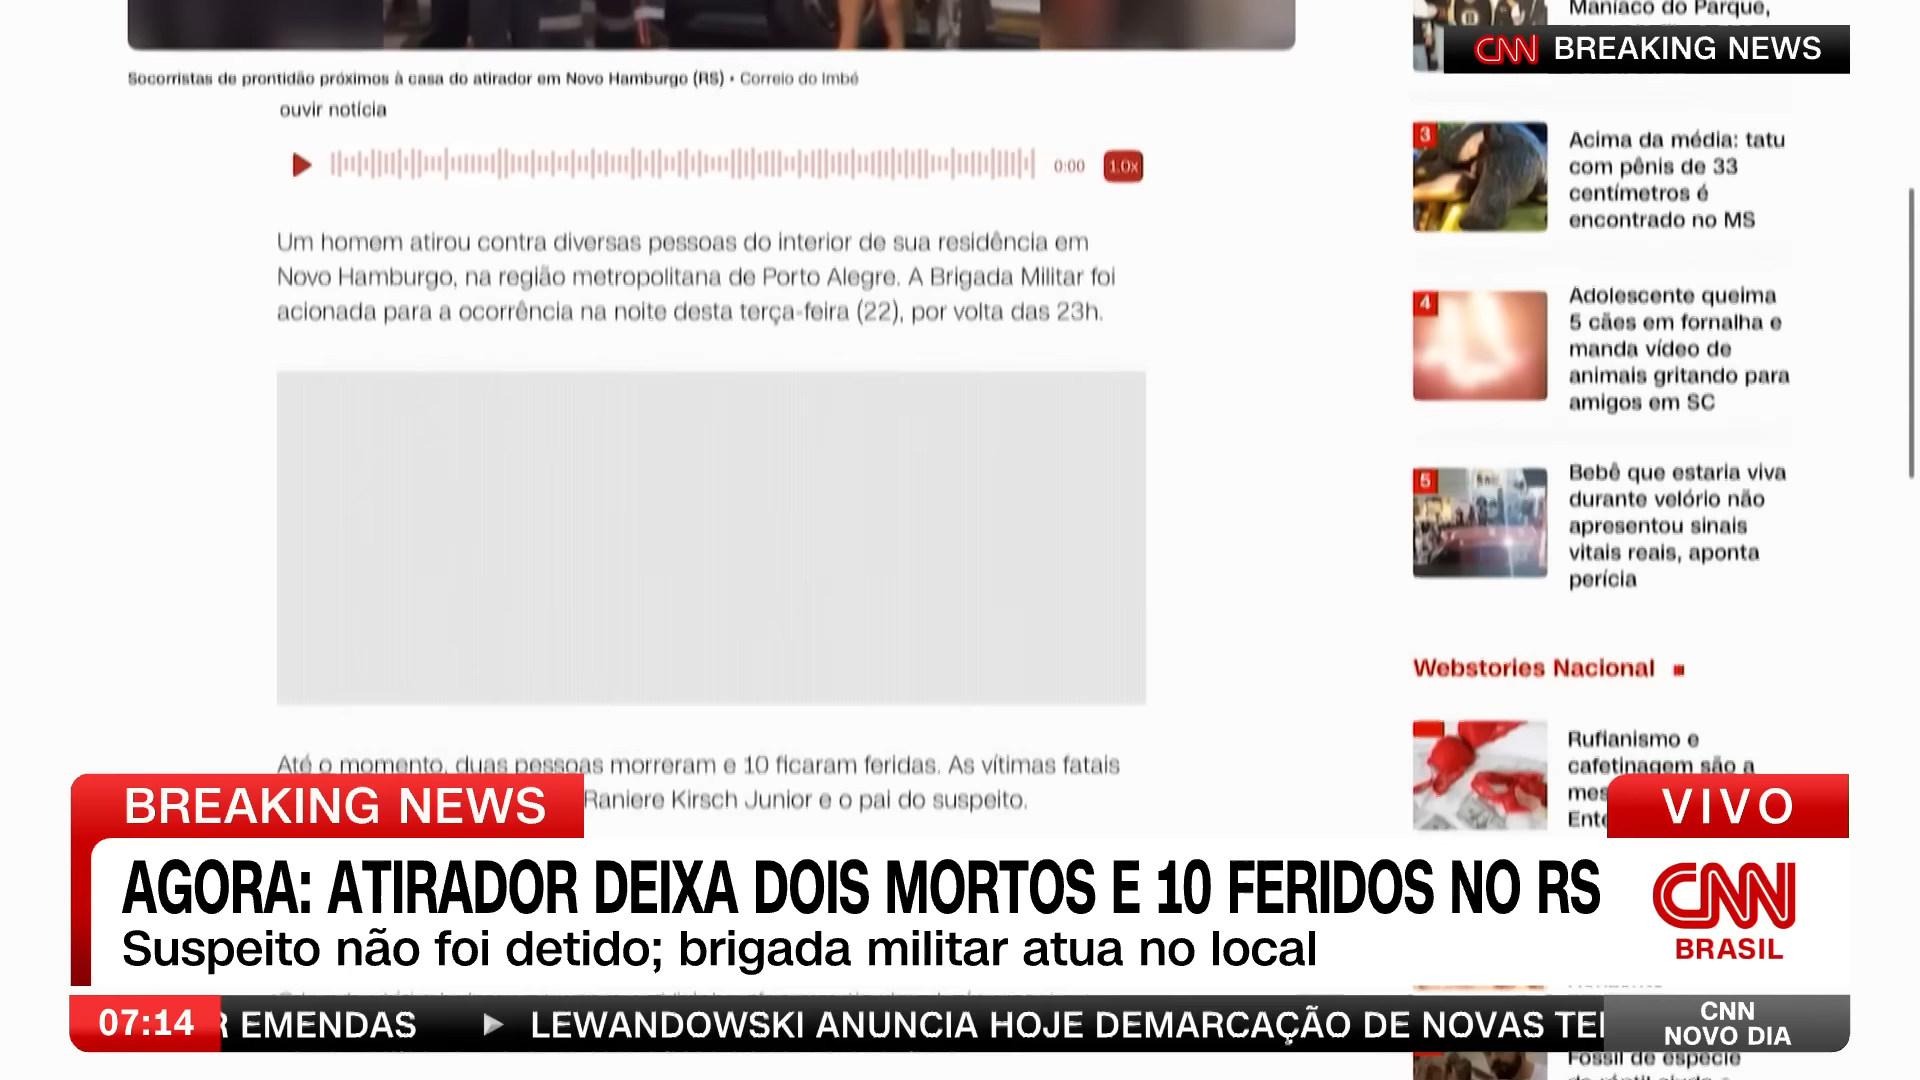 Maníaco do Parque,
CNN BREAKING NEWS
Socorristas de prontidão próximos à casa do atirador em Novo Hamburgo (RS) • Correio do Imbé
ouvir notícia
0:00 1.0x
Um homem atirou contra diversas pessoas do interior de sua residência em
Novo Hamburgo, na região metropolitana de Porto Alegre. A Brigada Militar foi
acionada para a ocorrência na noite desta terça-feira (22), por volta das 23h.
Até o momento, duas pessoas morreram e 10 ficaram feridas. As vítimas fatais
Raniere Kirsch Junior e o pai do suspeito.
3
Acima da média: tatu
com pênis de 33
centímetros é
encontrado no MS
4
Adolescente queima
5 cães em fornalha e
manda vídeo de
animais gritando para
amigos em SC
5
Bebê que estaria viva
durante velório não
apresentou sinais
vitais reais, aponta
perícia
Webstories Nacional
Rufianismo e
cafetinagem são a
BREAKING NEWS
VIVO
AGORA: ATIRADOR DEIXA DOIS MORTOS E 10 FERIDOS NO RS
Suspeito não foi detido; brigada militar atua no local
CNN
BRASIL
07:14
R EMENDAS LEWANDOWSKI ANUNCIA HOJE DEMARCAÇÃO DE NOVAS TE
CNN
NOVO DIA
Fóssil de espécie